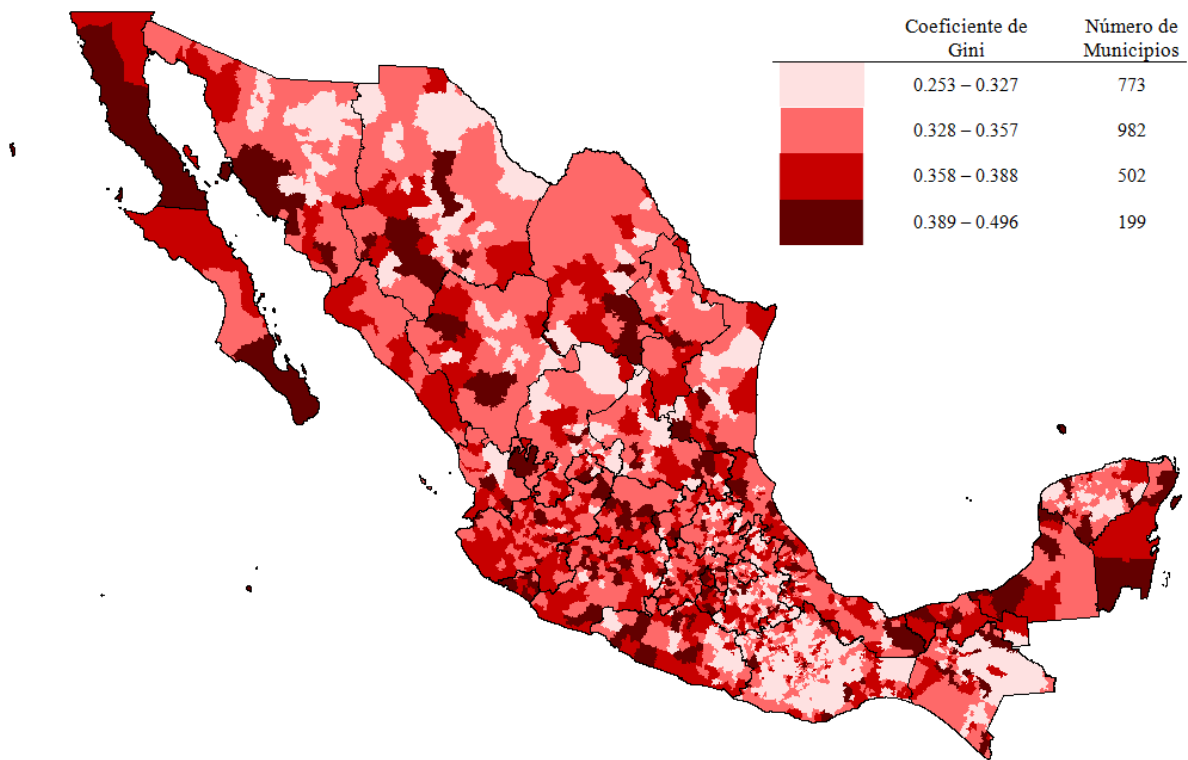 Coeficiente de Gini Número de Municipios
0.253 – 0.327 773
0.328 – 0.357 982
0.358 – 0.388 502
0.389 – 0.496 199